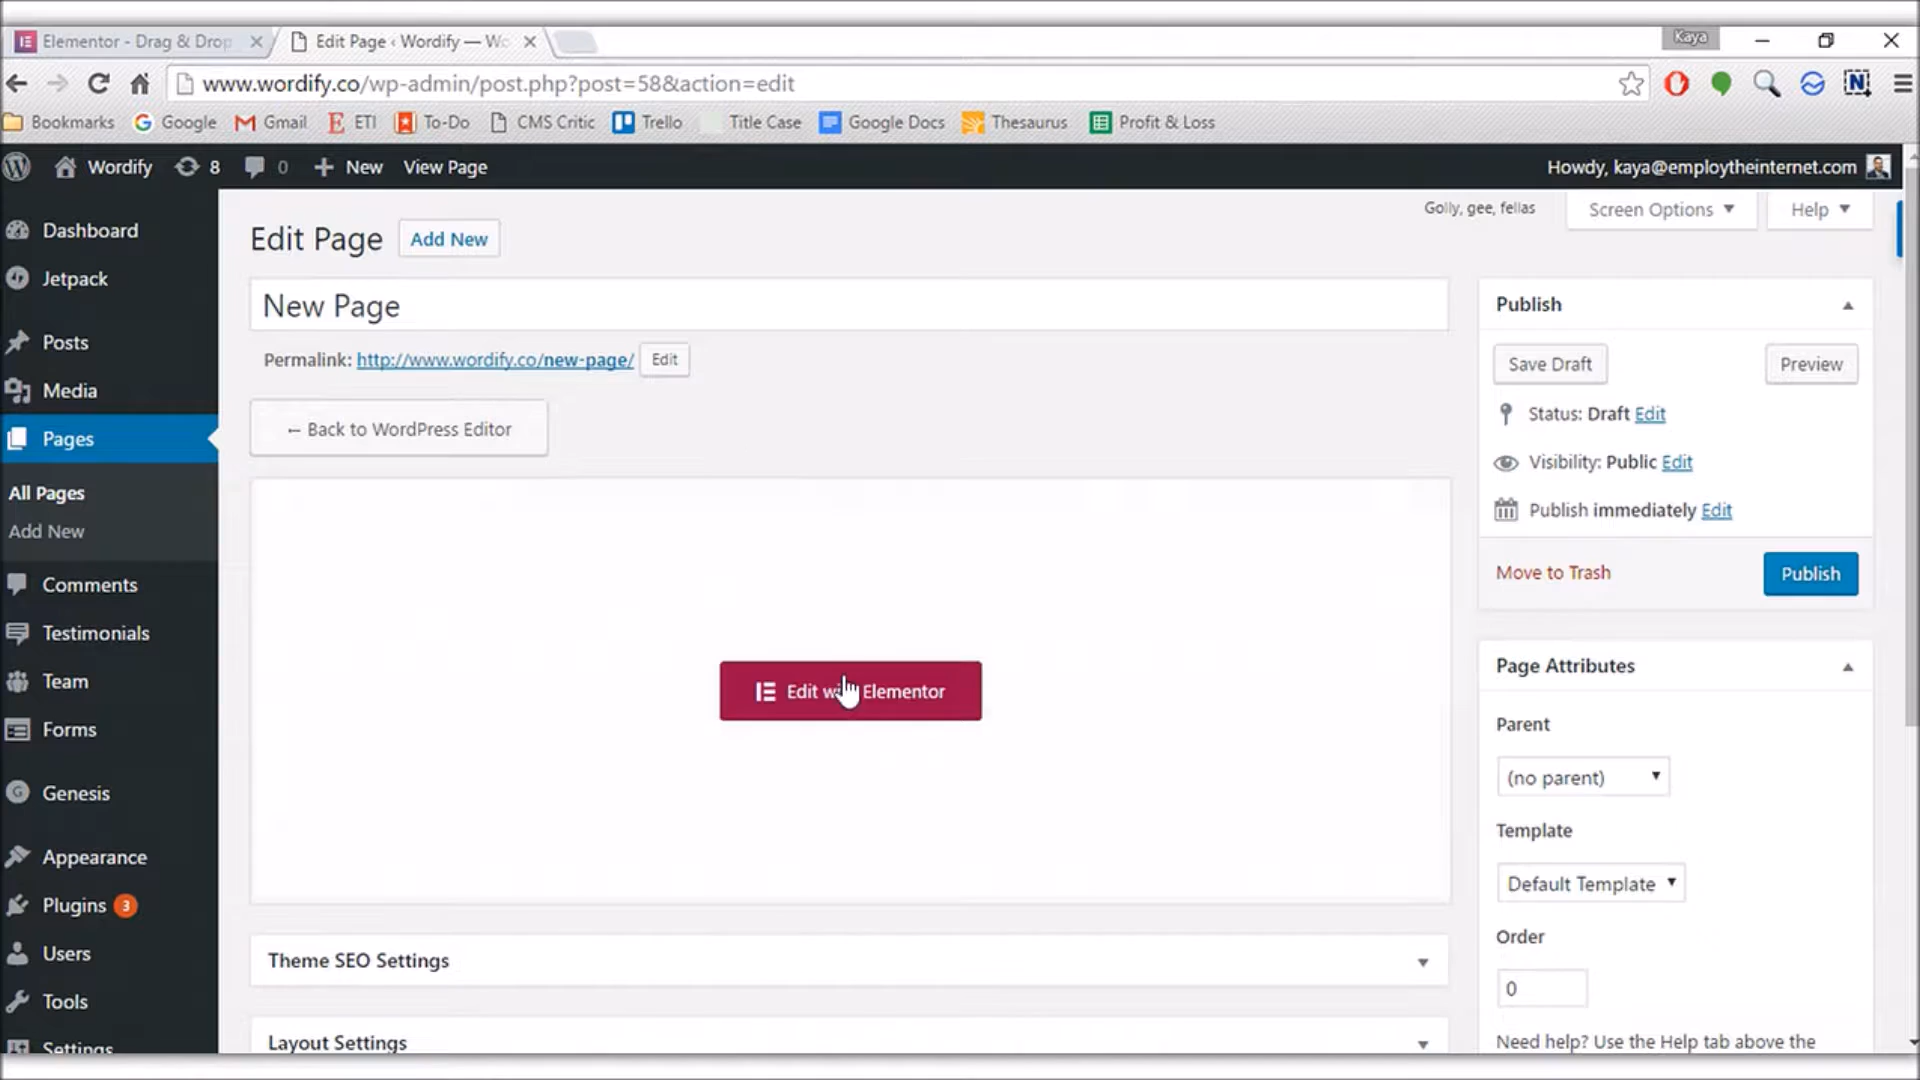 Elementor - Drag & Drop
Edit Page ‹ Wordify — Wo
Kaya
www.wordify.co/wp-admin/post.php?post=58&action=edit
Bookmarks Google Gmail ETI To-Do CMS Critic Trello Title Case Google Docs Thesaurus Profit & Loss
Wordify 8 0 New View Page
Howdy, kaya@employtheinternet.com
Golly, gee, fellas
Screen Options
Help
Dashboard
Jetpack
Posts
Media
Pages
All Pages
Add New
Comments
Testimonials
Team
Forms
Genesis
Appearance
Plugins 3
Users
Tools
Settings
Edit Page Add New
New Page
Permalink: http://www.wordify.co/new-page/ Edit
← Back to WordPress Editor
Edit with Elementor
Theme SEO Settings
Layout Settings
Publish
Save Draft Preview
Status: Draft Edit
Visibility: Public Edit
Publish immediately Edit
Move to Trash Publish
Page Attributes
Parent
(no parent)
Template
Default Template
Order
0
Need help? Use the Help tab above the